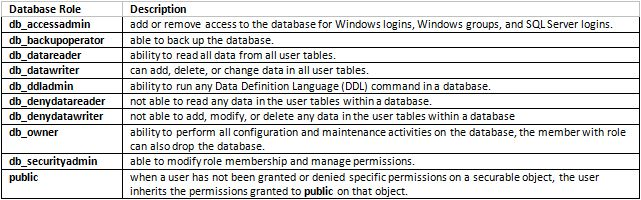 Database Role Description
db_accessadmin add or remove access to the database for Windows logins, Windows groups, and SQL Server logins.
db_backupoperator able to back up the database.
db_datareader ability to read all data from all user tables.
db_datawriter can add, delete, or change data in all user tables.
db_ddladmin ability to run any Data Definition Language (DDL) command in a database.
db_denydatareader not able to read any data in the user tables within a database.
db_denydatawriter not able to add, modify, or delete any data in the user tables within a database
db_owner ability to perform all configuration and maintenance activities on the database, the member with role
can also drop the database.
db_securityadmin able to modify role membership and manage permissions.
public when a user has not been granted or denied specific permissions on a securable object, the user
inherits the permissions granted to public on that object.